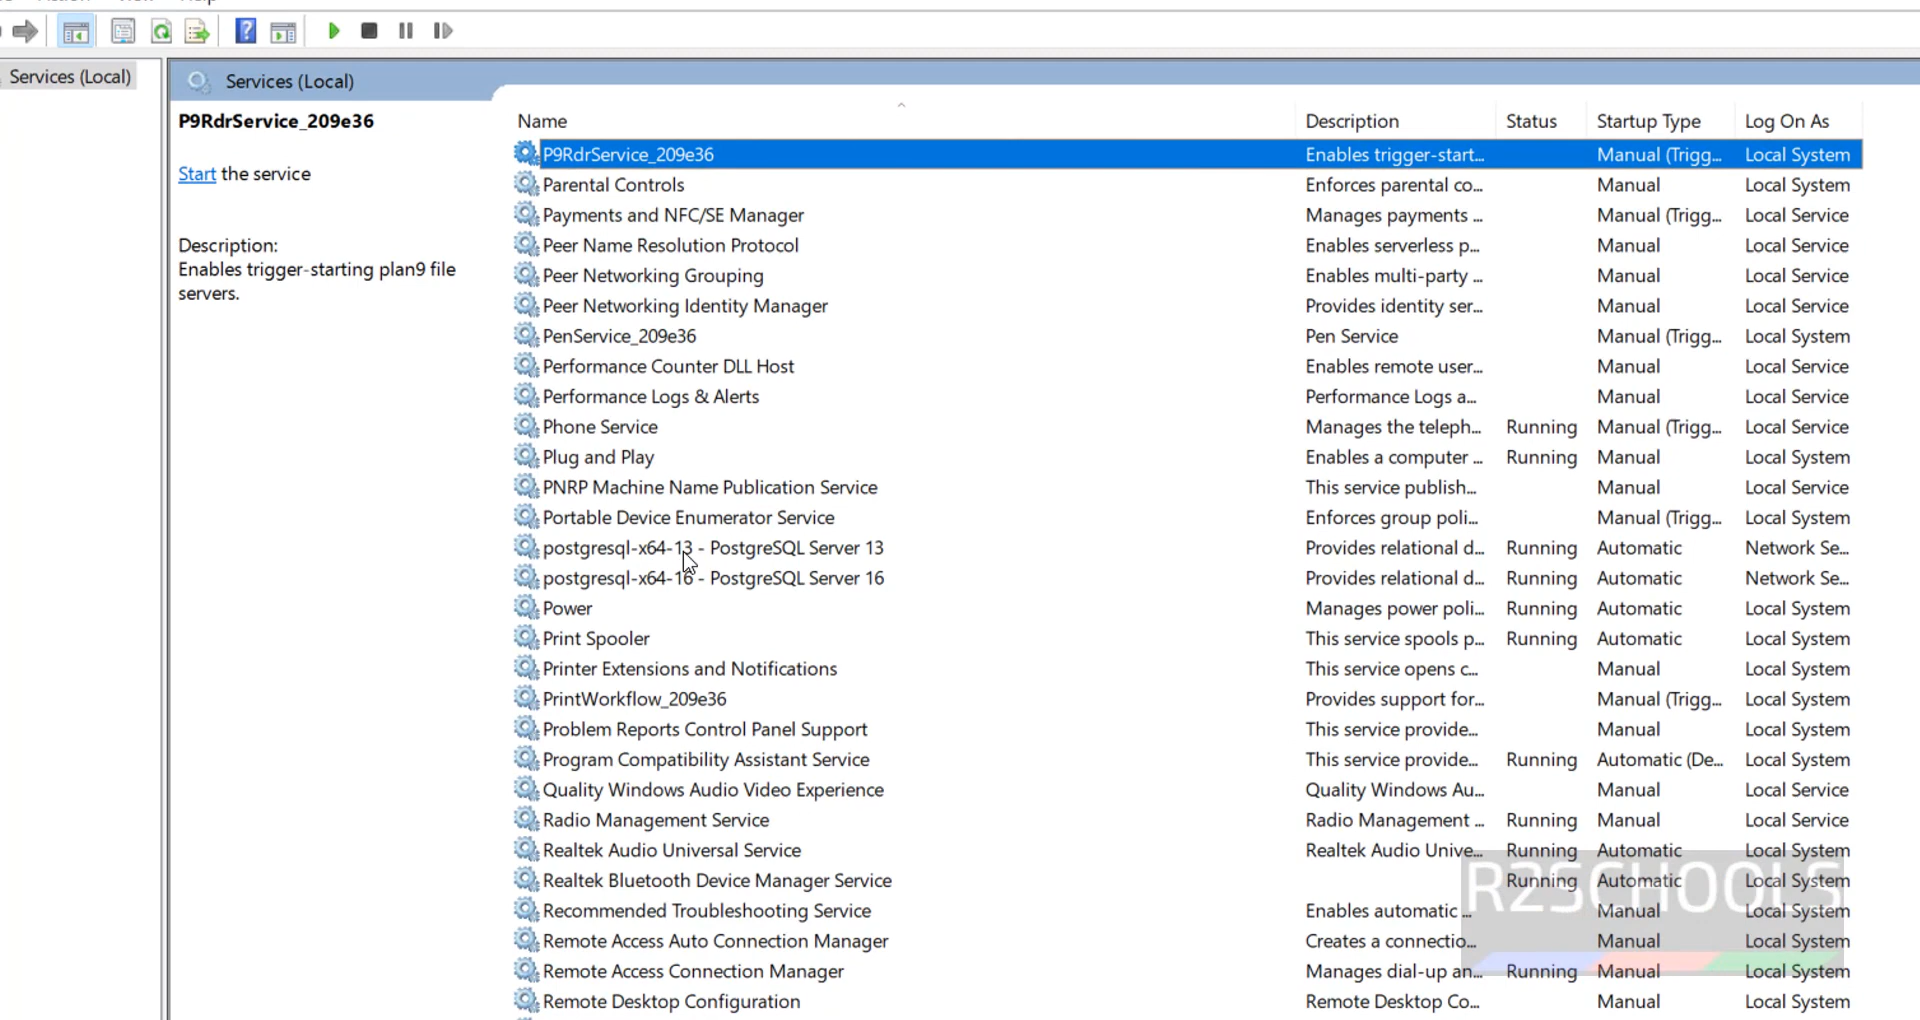 Services (Local)
Services (Local)
P9RdrService_209e36
Start the service
Description:
Enables trigger-starting plan9 file
servers.
Name Description Status Startup Type Log On As
P9RdrService_209e36 Enables trigger-start... Manual (Trigg... Local System
Parental Controls Enforces parental co... Manual Local System
Payments and NFC/SE Manager Manages payments ... Manual (Trigg... Local Service
Peer Name Resolution Protocol Enables serverless p... Manual Local Service
Peer Networking Grouping Enables multi-party ... Manual Local Service
Peer Networking Identity Manager Provides identity ser... Manual Local Service
PenService_209e36 Pen Service Manual (Trigg... Local System
Performance Counter DLL Host Enables remote user... Manual Local Service
Performance Logs & Alerts Performance Logs a... Manual Local Service
Phone Service Manages the teleph... Running Manual (Trigg... Local Service
Plug and Play Enables a computer ... Running Manual Local System
PNRP Machine Name Publication Service This service publish... Manual Local Service
Portable Device Enumerator Service Enforces group poli... Manual (Trigg... Local System
postgresql-x64-13 - PostgreSQL Server 13 Provides relational d... Running Automatic Network Se...
postgresql-x64-16 - PostgreSQL Server 16 Provides relational d... Running Automatic Network Se...
Power Manages power poli... Running Automatic Local System
Print Spooler This service spools p... Running Automatic Local System
Printer Extensions and Notifications This service opens c... Manual Local System
PrintWorkflow_209e36 Provides support for... Manual (Trigg... Local System
Problem Reports Control Panel Support This service provide... Manual Local System
Program Compatibility Assistant Service This service provide... Running Automatic (De... Local System
Quality Windows Audio Video Experience Quality Windows Au... Manual Local Service
Radio Management Service Radio Management ... Running Manual Local Service
Realtek Audio Universal Service Realtek Audio Unive... Running Automatic Local System
Realtek Bluetooth Device Manager Service Running Automatic Local System
R2SCHOOLS
Recommended Troubleshooting Service Enables automatic ... Manual Local System
Remote Access Auto Connection Manager Creates a connectio... Manual Local System
Remote Access Connection Manager Manages dial-up an... Running Manual Local System
Remote Desktop Configuration Remote Desktop Co... Manual Local System